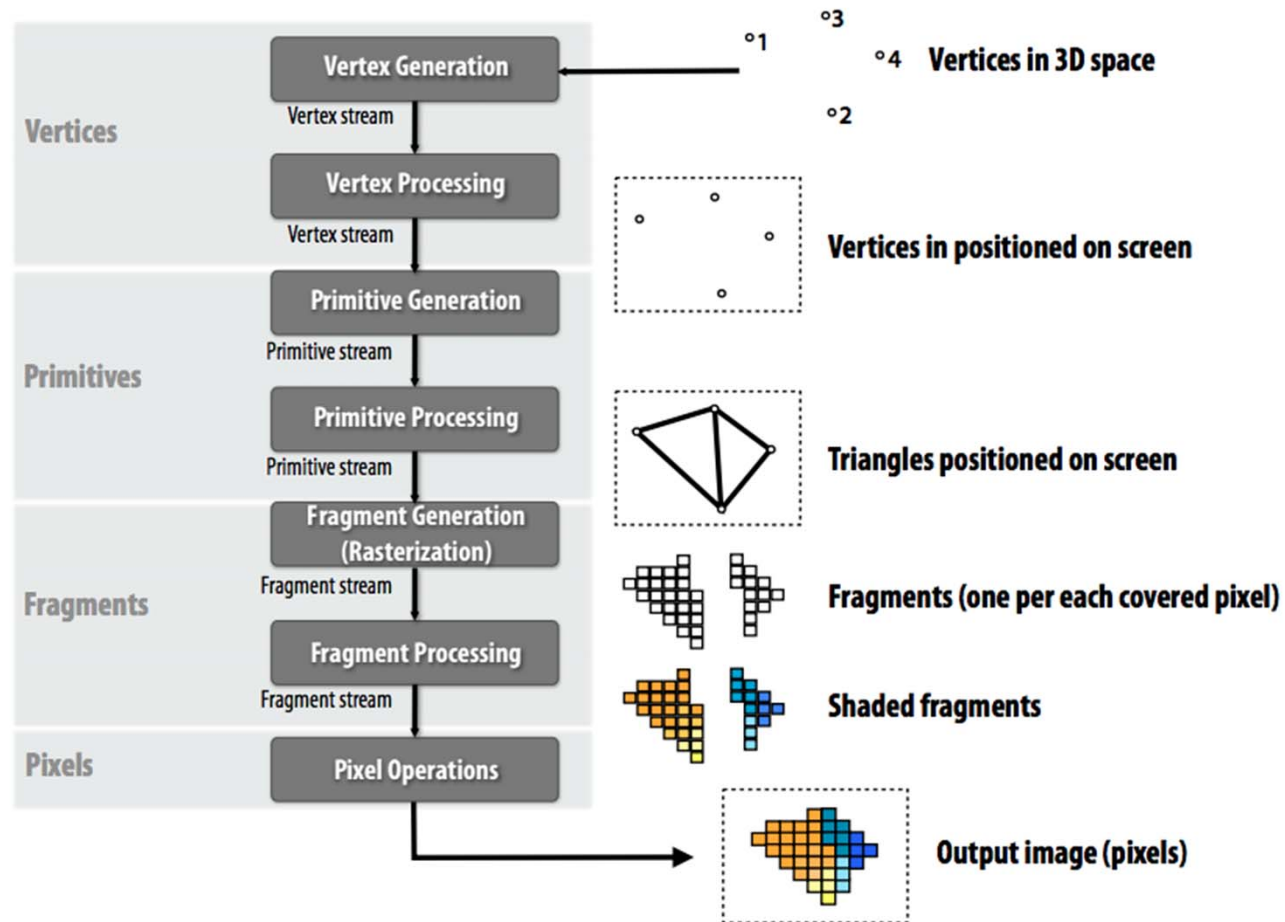 Vertices
Vertex Generation
Vertex stream
Vertex Processing
Vertex stream
°1
°3
°4
°2
Vertices in 3D space
Vertices in positioned on screen
Primitives
Primitive Generation
Primitive stream
Primitive Processing
Primitive stream
Triangles positioned on screen
Fragments
Fragment Generation
(Rasterization)
Fragment stream
Fragment Processing
Fragment stream
Fragments (one per each covered pixel)
Shaded fragments
Pixels
Pixel Operations
Output image (pixels)